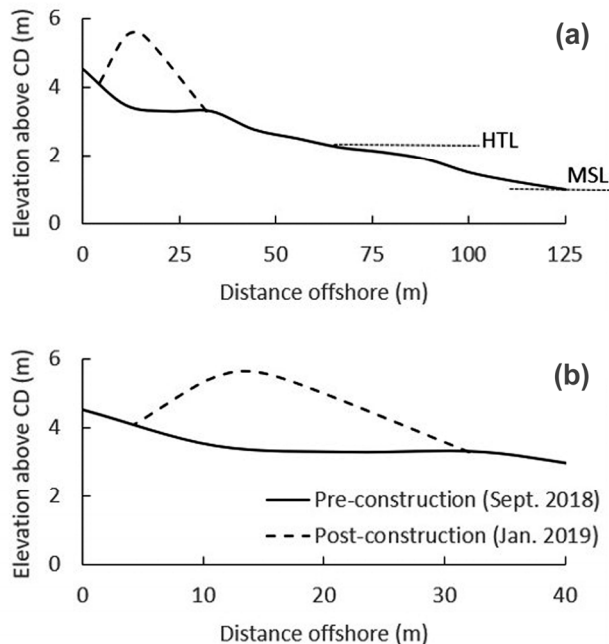 (a)
Elevation above CD (m)
6
4
2
0
HTL
MSL
0 25 50 75 100 125
Distance offshore (m)
(b)
Elevation above CD (m)
6
4
2
0
Pre-construction (Sept. 2018)
Post-construction (Jan. 2019)
0 10 20 30 40
Distance offshore (m)